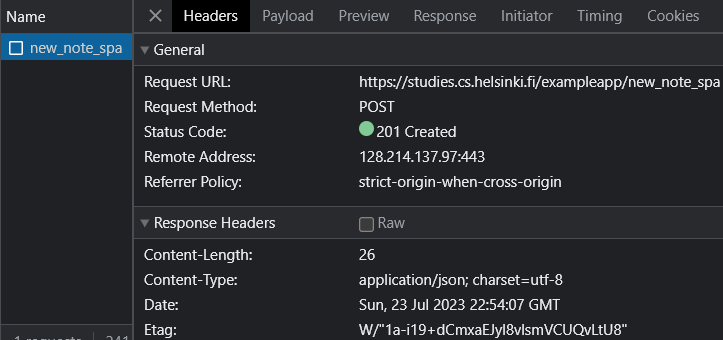 Name
Headers Payload Preview Response Initiator Timing Cookies
new_note_spa
General
Request URL: https://studies.cs.helsinki.fi/exampleapp/new_note_spa
Request Method: POST
Status Code: 201 Created
Remote Address: 128.214.137.97:443
Referrer Policy: strict-origin-when-cross-origin
Response Headers Raw
Content-Length: 26
Content-Type: application/json; charset=utf-8
Date: Sun, 23 Jul 2023 22:54:07 GMT
Etag: W/"1a-i19+dCmxaEJyl8vlsmVCUQvLtU8"
1 requests 241